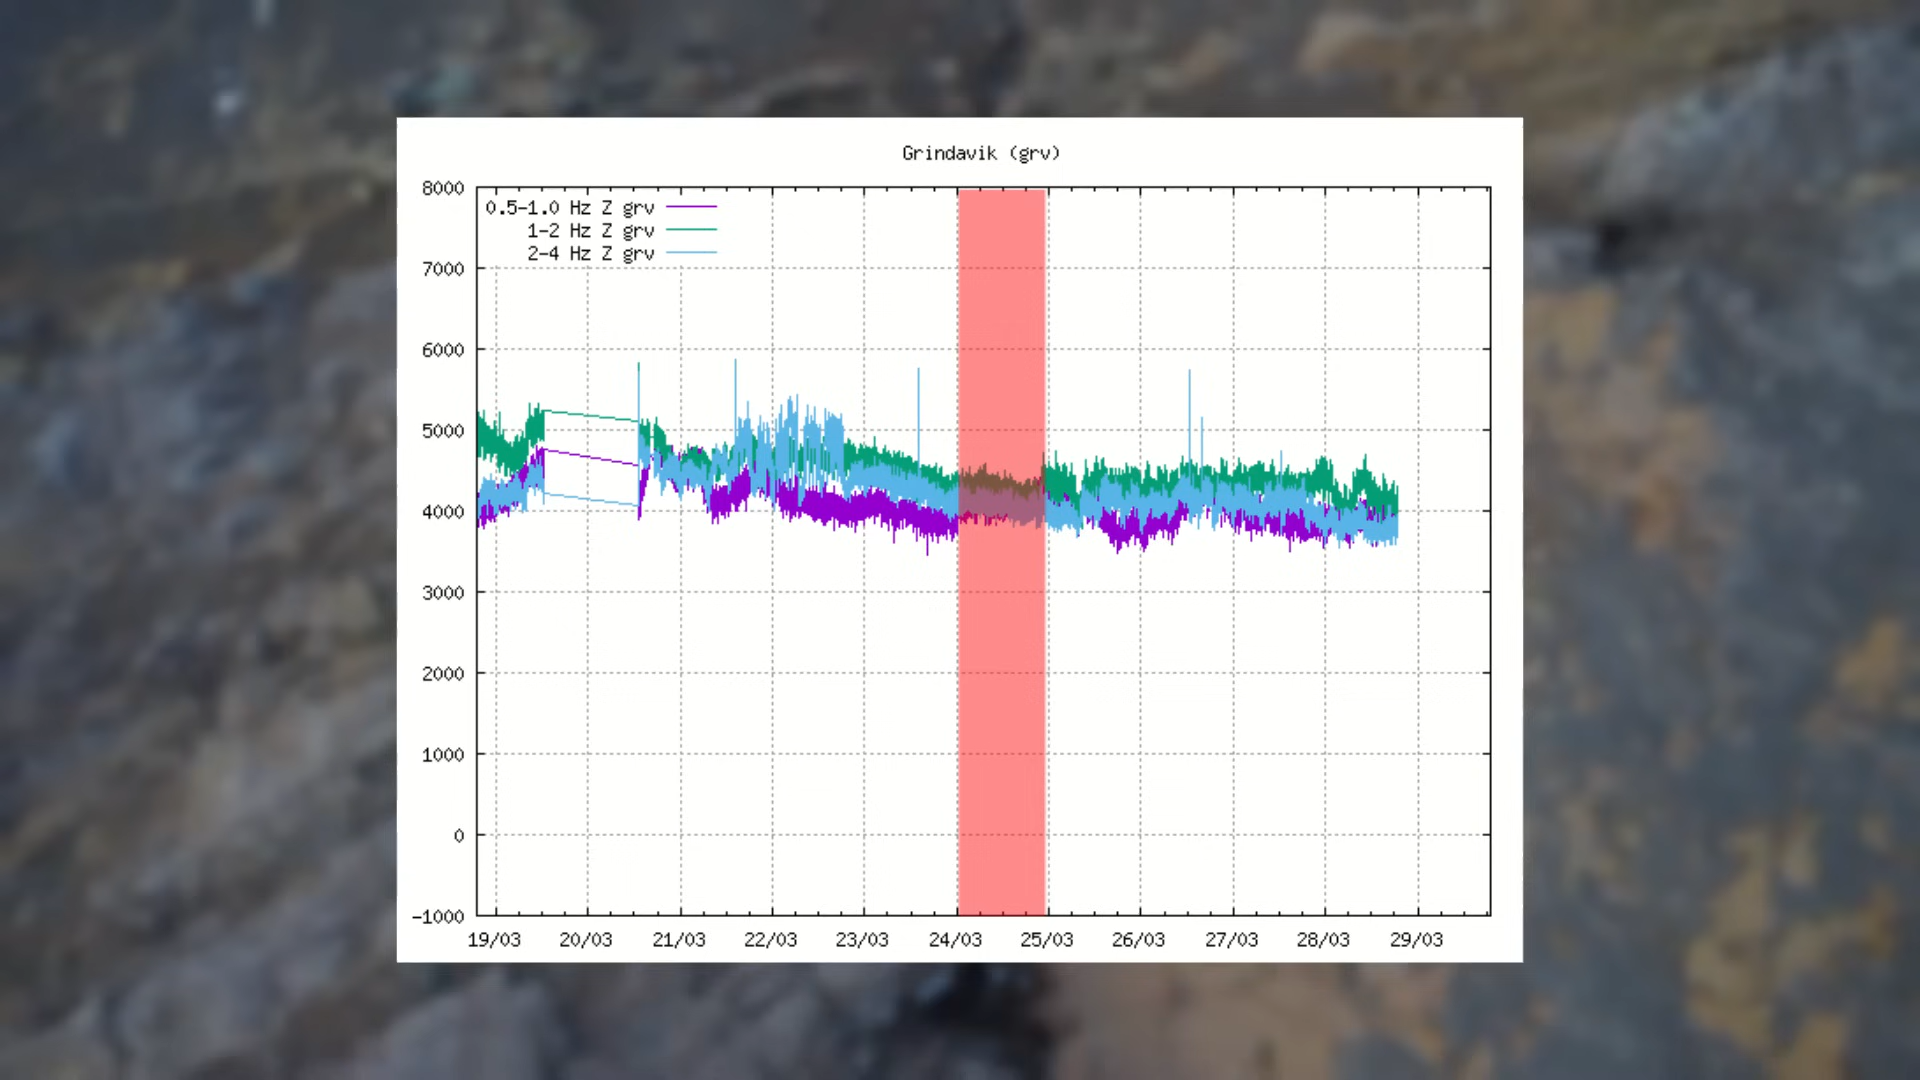 Grindavik (grv)
8000
0.5-1.0 Hz Z grv
1-2 Hz Z grv
2-4 Hz Z grv
7000
6000
5000
4000
3000
2000
1000
0
-1000
19/03 20/03 21/03 22/03 23/03 24/03 25/03 26/03 27/03 28/03 29/03